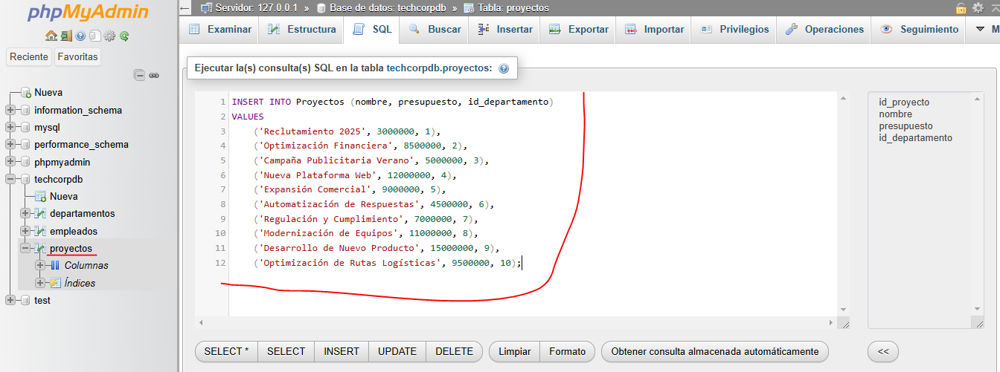 phpMyAdmin
Reciente Favoritas
Nueva
information_schema
mysql
performance_schema
phpmyadmin
techcorpdb
Nueva
departamentos
empleados
proyectos
Columnas
Índices
test
Servidor: 127.0.0.1 » Base de datos: techcorpdb » Tabla: proyectos
Examinar Estructura SQL Buscar Insertar Exportar Importar Privilegios Operaciones Seguimiento M
Ejecutar la(s) consulta(s) SQL en la tabla techcorpdb.proyectos:
1 INSERT INTO Proyectos (nombre, presupuesto, id_departamento)
2 VALUES
3 ('Reclutamiento 2025', 3000000, 1),
4 ('Optimización Financiera', 8500000, 2),
5 ('Campaña Publicitaria Verano', 5000000, 3),
6 ('Nueva Plataforma Web', 12000000, 4),
7 ('Expansión Comercial', 9000000, 5),
8 ('Automatización de Respuestas', 4500000, 6),
9 ('Regulación y Cumplimiento', 7000000, 7),
10 ('Modernización de Equipos', 11000000, 8),
11 ('Desarrollo de Nuevo Producto', 15000000, 9),
12 ('Optimización de Rutas Logísticas', 9500000, 10);
id_proyecto
nombre
presupuesto
id_departamento
SELECT * SELECT INSERT UPDATE DELETE Limpiar Formato Obtener consulta almacenada automáticamente <<